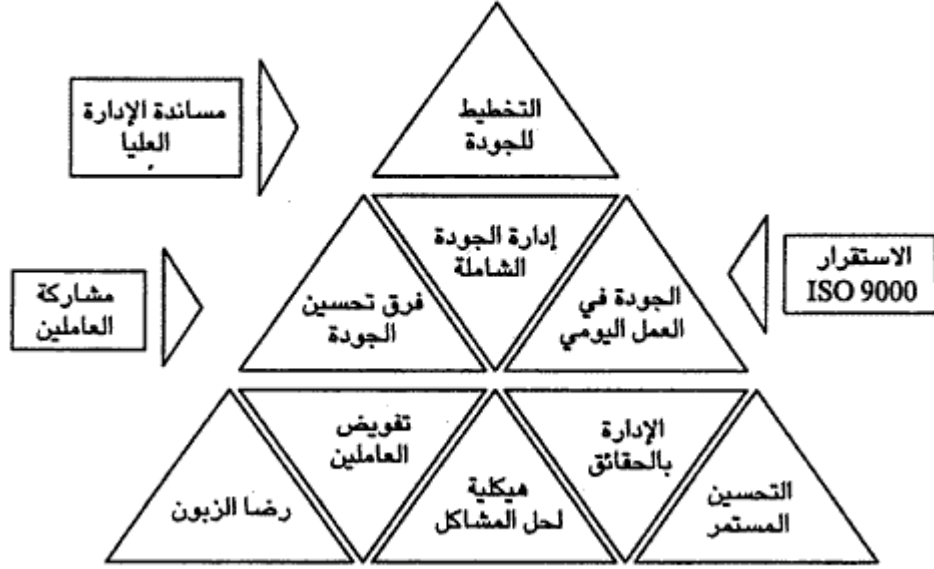 التخطيط
للجودة
مساندة الإدارة
العليا
إدارة الجودة
الشاملة
الاستقرار
ISO 9000
الجودة في
العمل اليومي
فرق تحسين
الجودة
مشاركة
العاملين
الإدارة
بالحقائق
تفويض
العاملين
التحسين
المستمر
هيكلية
لحل المشاكل
رضا الزبون